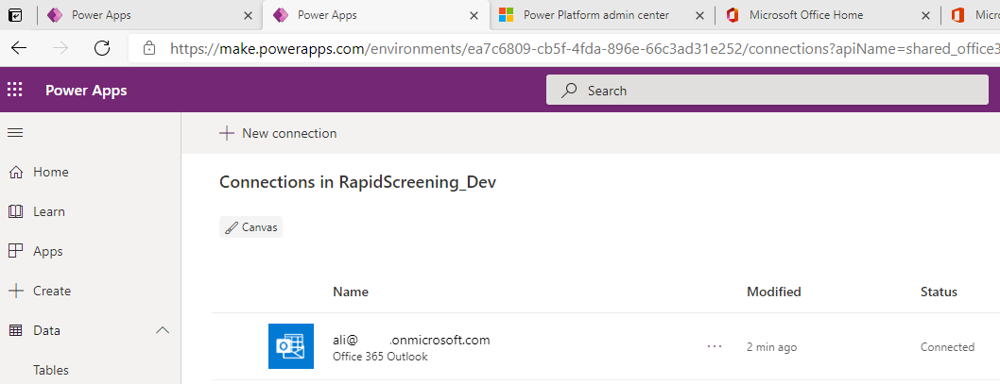 Power Apps
Power Apps
Power Platform admin center
Microsoft Office Home
Micro
https://make.powerapps.com/environments/ea7c6809-cb5f-4fda-896e-66c3ad31e252/connections?apiName=shared_office3
Power Apps
Search
New connection
Home
Learn
Apps
Create
Data
Tables
Connections in RapidScreening_Dev
Canvas
Name Modified Status
ali@ .onmicrosoft.com
Office 365 Outlook
... 2 min ago Connected